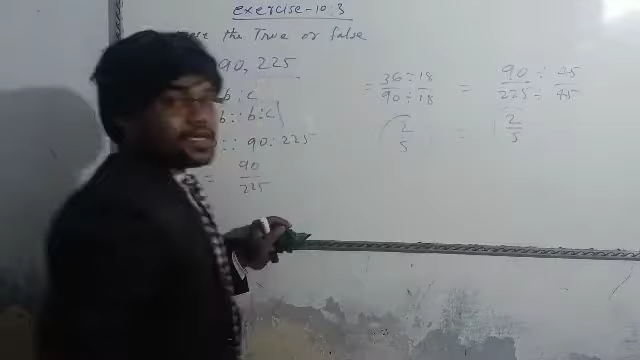 exercise-10:3
the True or false
90, 225
b : c
b :: b : c}
:: 90 : 225
= 90/225
= 36 ÷ 18 / 90 ÷ 18 = 90 ÷ 45 / 225 ÷ 45
2/5 = 2/5